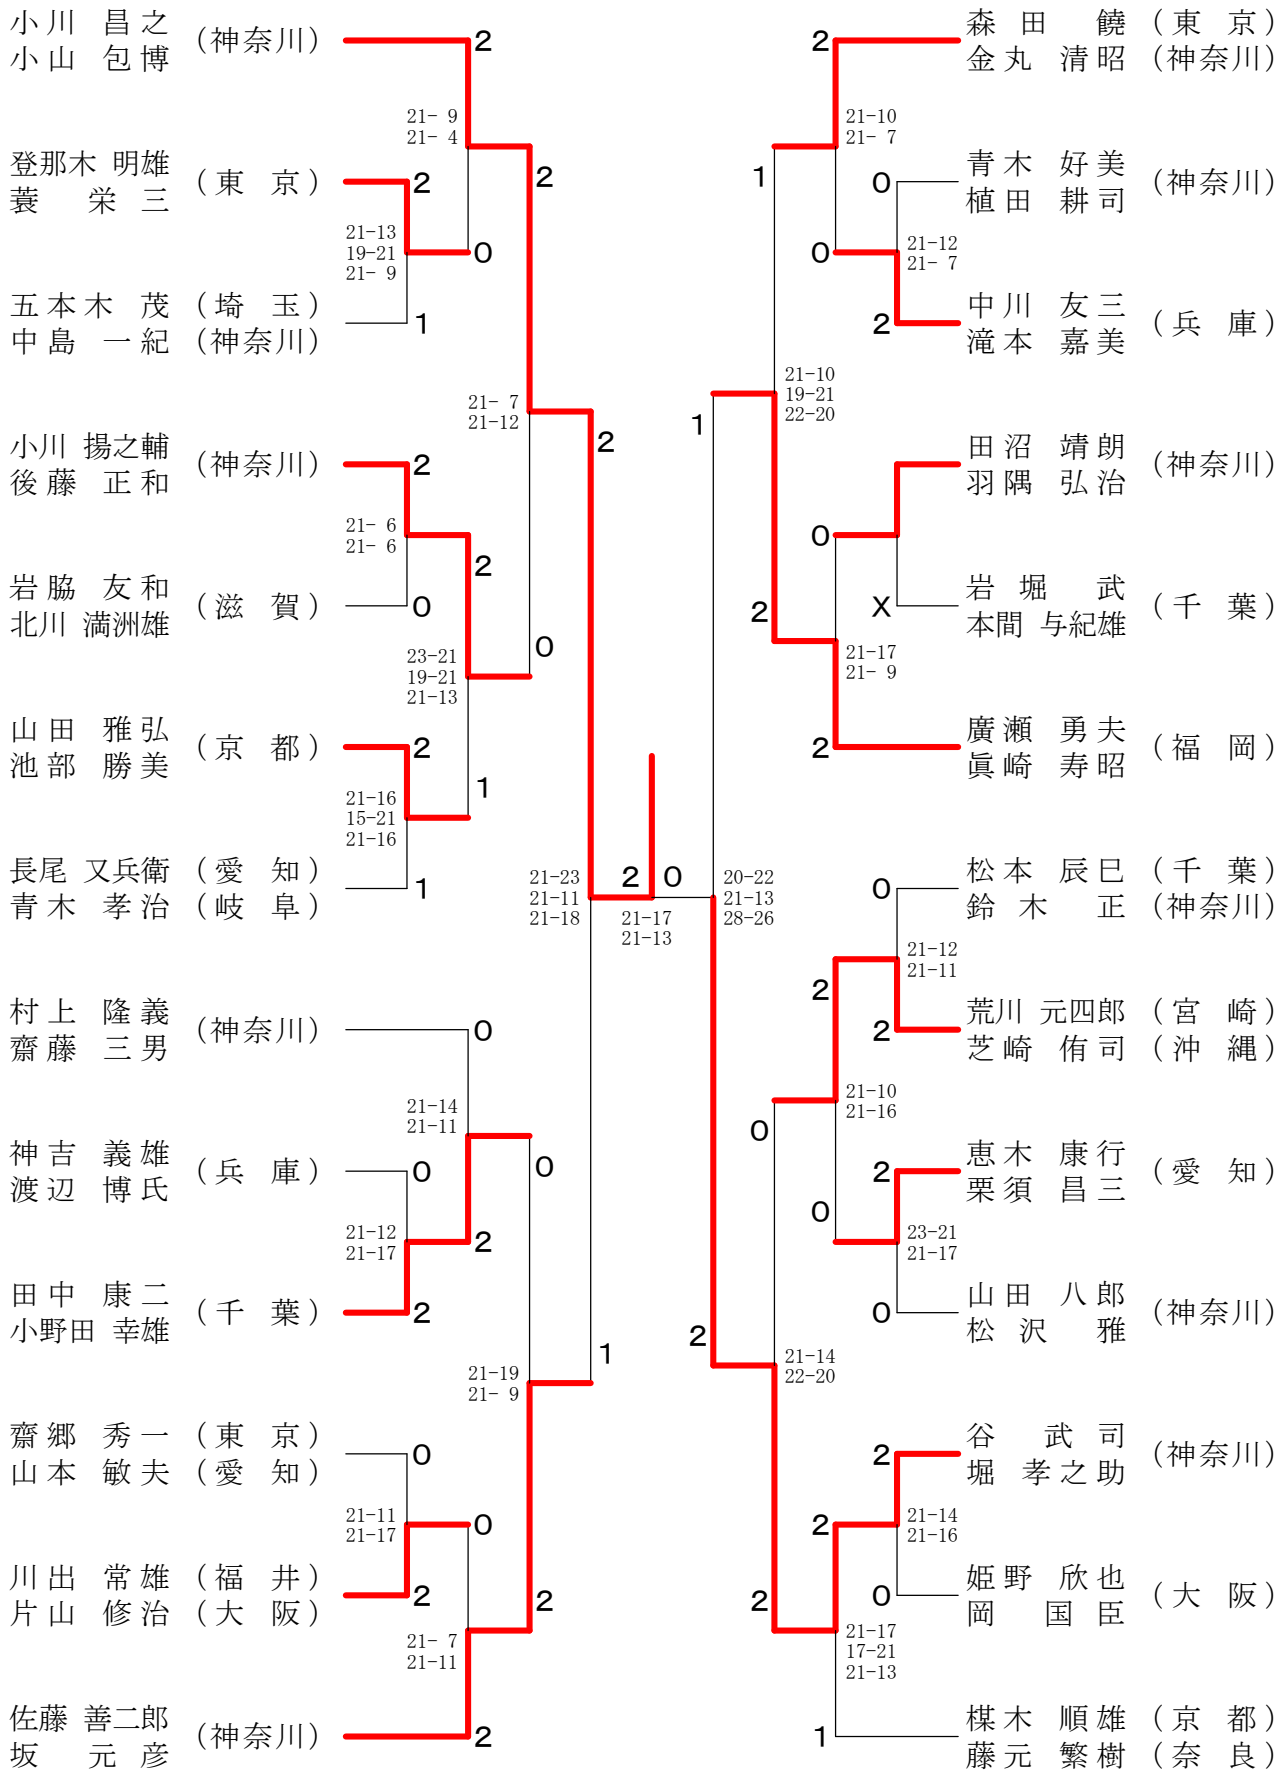 小川 昌之
小山 包博
(神奈川)
2
21- 9
21- 4
登那木 明雄
蓑 栄三
(東 京)
2
2
21-13
19-21
21- 9
0
五本木 茂 (埼 玉)
中島 一紀 (神奈川)
1
21- 7
21-12
2
小川 揚之輔
後藤 正和
(神奈川)
2
21- 6
21- 6
2
岩脇 友和
北川 満洲雄
(滋 賀)
0
23-21
19-21
21-13
0
山田 雅弘
池部 勝美
(京 都)
2
21-16
15-21
21-16
1
長尾 又兵衛 (愛 知)
青木 孝治 (岐 阜)
1
21-23
21-11
21-18
2
0
21-17
21-13
村上 隆義
齋藤 三男
(神奈川)
0
21-14
21-11
神吉 義雄
渡辺 博氏
(兵 庫)
0
0
21-12
21-17
2
田中 康二
小野田 幸雄
(千 葉)
2
1
21-19
21- 9
齋郷 秀一 (東 京)
山本 敏夫 (愛 知)
0
21-11
21-17
0
川出 常雄 (福 井)
片山 修治 (大 阪)
2
2
21- 7
21-11
佐藤 善二郎
坂 元彦
(神奈川)
2
森田 饒 (東 京)
金丸 清昭 (神奈川)
2
21-10
21- 7
1
青木 好美
植田 耕司
(神奈川)
0
21-12
21- 7
0
中川 友三
滝本 嘉美
(兵 庫)
2
21-10
19-21
22-20
1
田沼 靖朗
羽隅 弘治
(神奈川)
0
岩堀 武
本間 与紀雄
(千 葉)
X
2
21-17
21- 9
廣瀬 勇夫
眞崎 寿昭
(福 岡)
2
20-22
21-13
28-26
松本 辰巳 (千 葉)
鈴木 正 (神奈川)
0
21-12
21-11
2
荒川 元四郎 (宮 崎)
芝崎 侑司 (沖 縄)
2
21-10
21-16
0
恵木 康行
栗須 昌三
(愛 知)
2
0
23-21
21-17
山田 八郎
松沢 雅
(神奈川)
0
2
21-14
22-20
谷 武司
堀 孝之助
(神奈川)
2
21-14
21-16
2
姫野 欣也
岡 国臣
(大 阪)
0
2
21-17
17-21
21-13
楳木 順雄 (京 都)
藤元 繁樹 (奈 良)
1